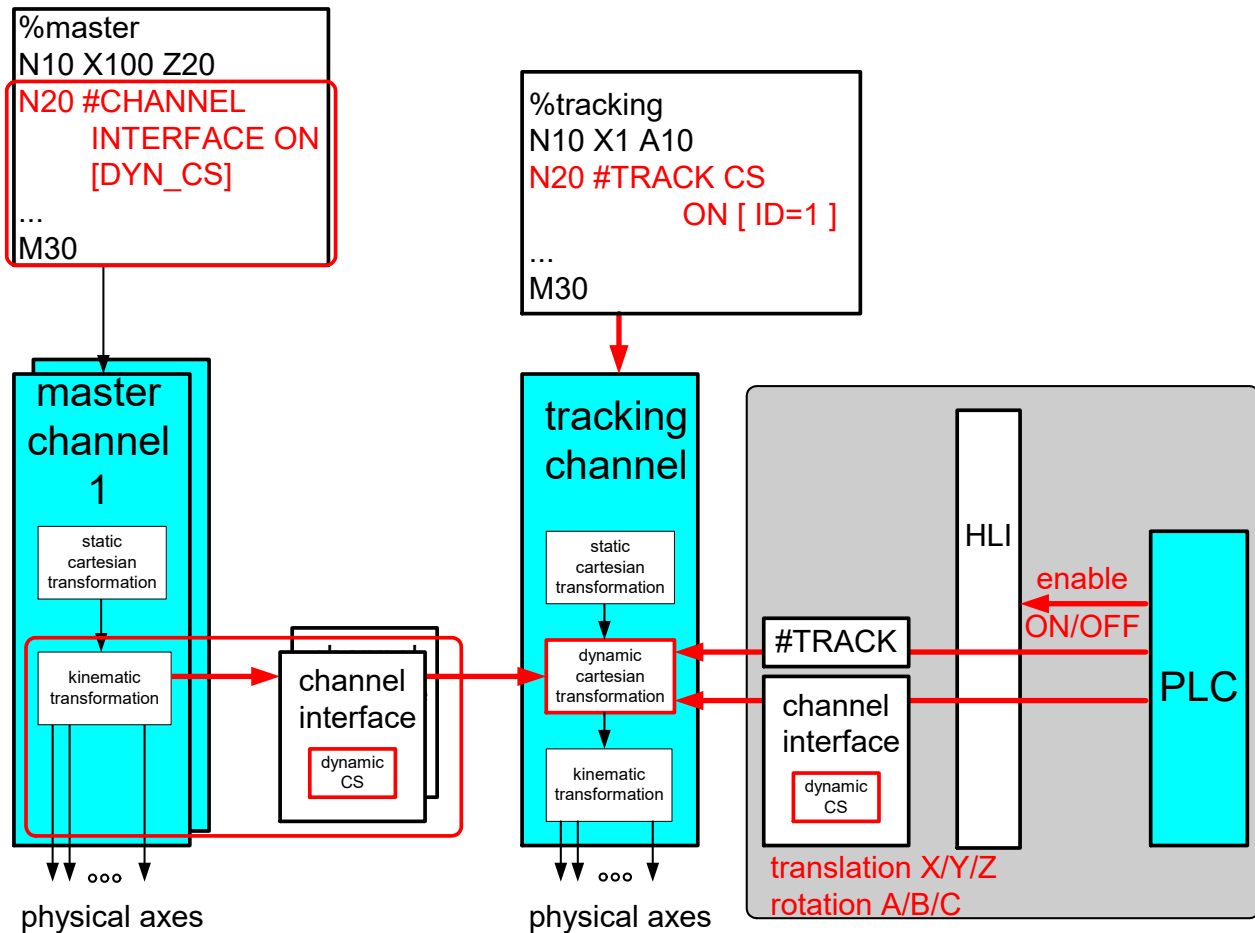 %master
N10 X100 Z20
N20 #CHANNEL
INTERFACE ON
[DYN_CS]
...
M30
%tracking
N10 X1 A10
N20 #TRACK CS
ON [ ID=1 ]
...
M30
master
channel
1
static
cartesian
transformation
kinematic
transformation
physical axes
channel
interface
dynamic
CS
tracking
channel
static
cartesian
transformation
dynamic
cartesian
transformation
kinematic
transformation
physical axes
#TRACK
channel
interface
dynamic
CS
translation X/Y/Z
rotation A/B/C
HLI
enable
ON/OFF
PLC